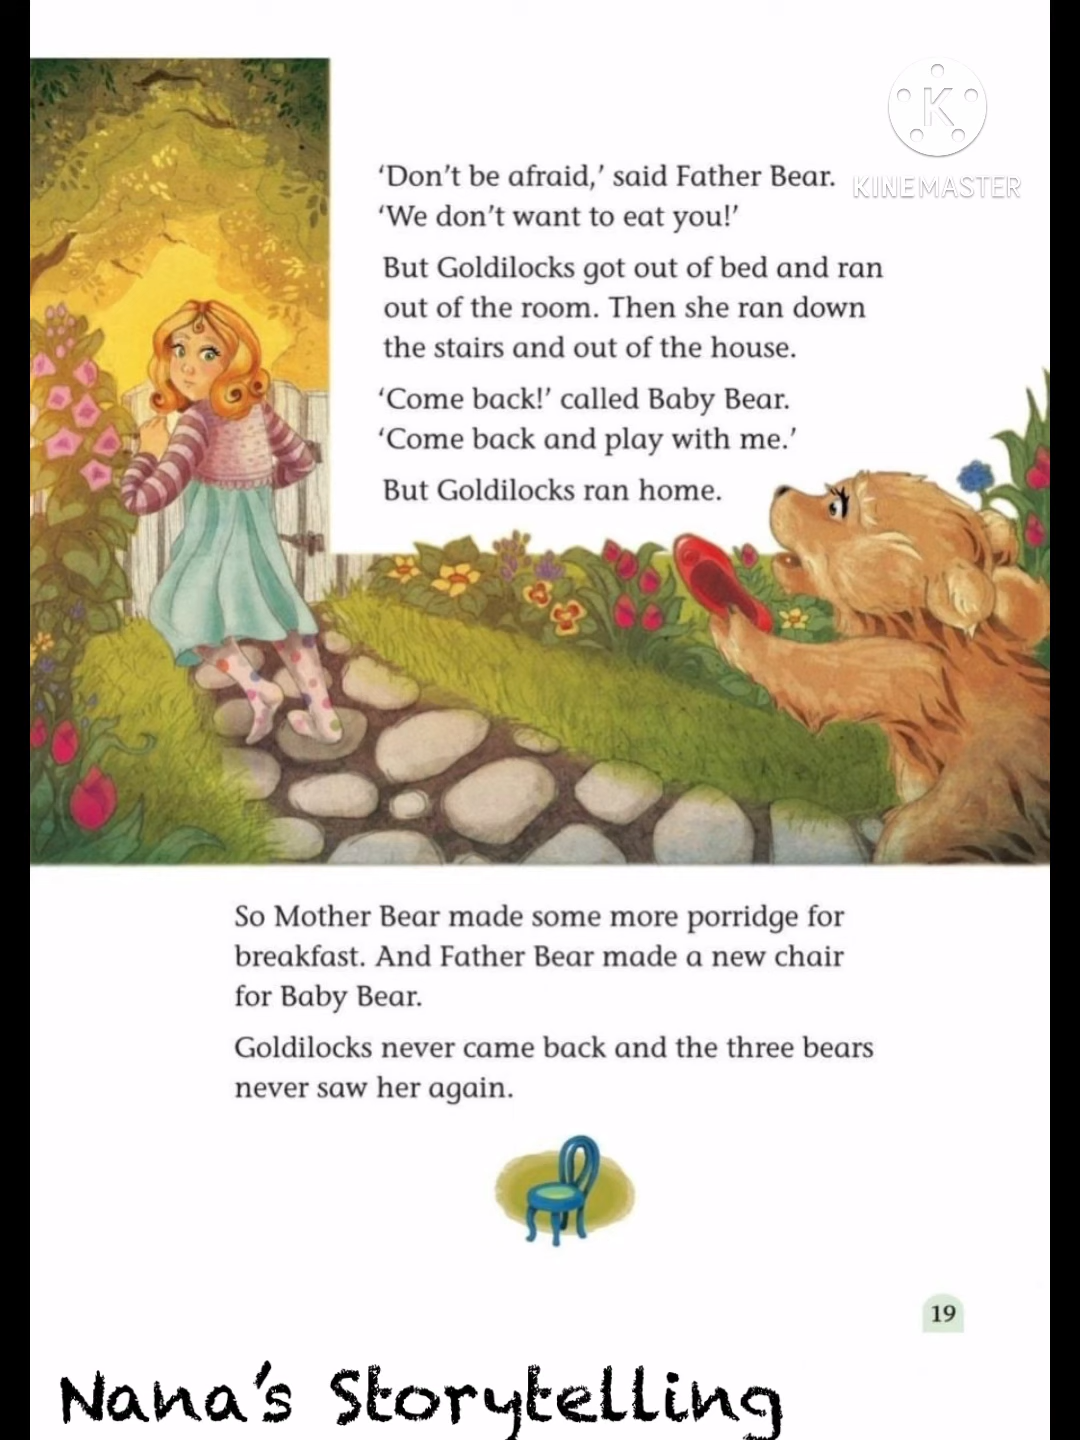 K
KINEMASTER
‘Don’t be afraid,’ said Father Bear.
‘We don’t want to eat you!’
But Goldilocks got out of bed and ran
out of the room. Then she ran down
the stairs and out of the house.
‘Come back!’ called Baby Bear.
‘Come back and play with me.’
But Goldilocks ran home.
So Mother Bear made some more porridge for
breakfast. And Father Bear made a new chair
for Baby Bear.
Goldilocks never came back and the three bears
never saw her again.
19
Nana’s Storytelling